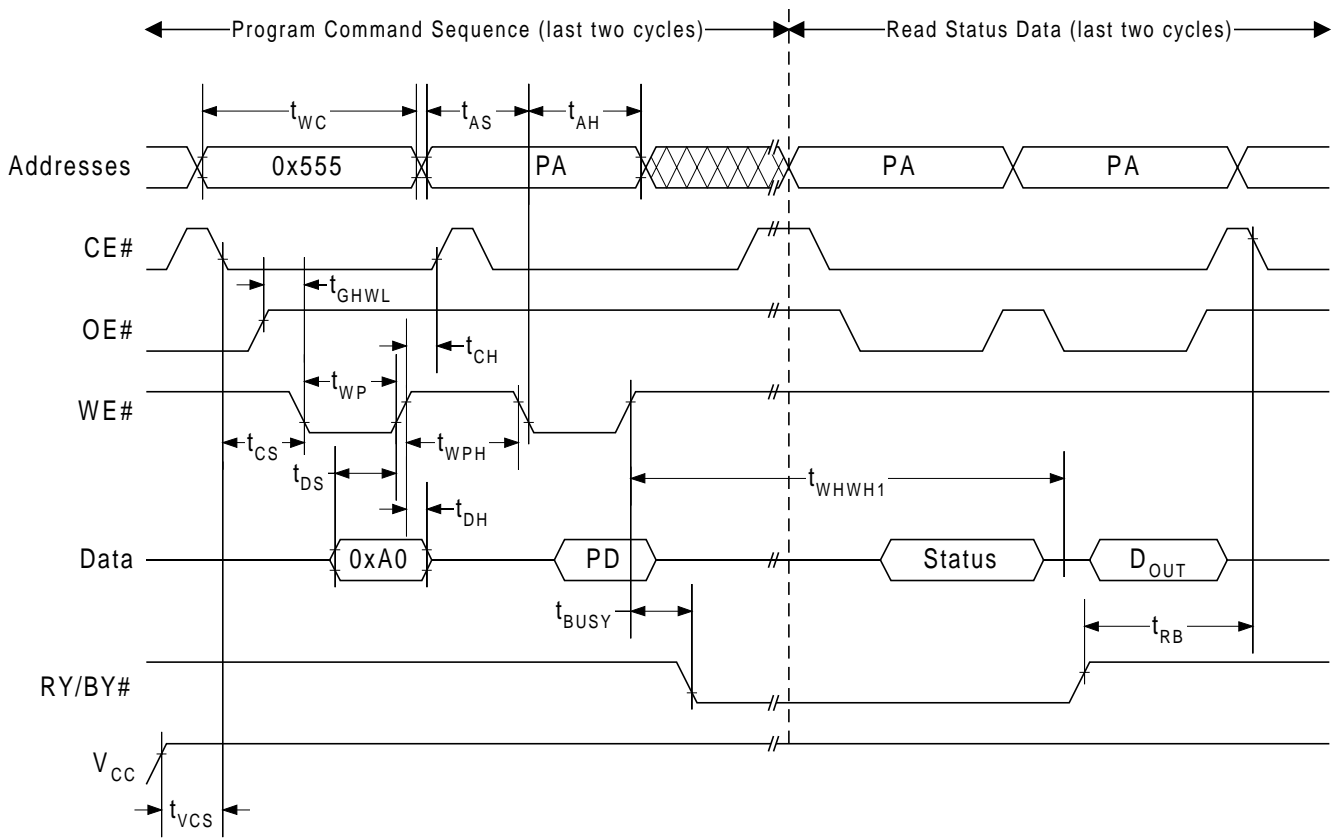 Program Command Sequence (last two cycles) Read Status Data (last two cycles)
tWC tAS tAH
Addresses 0x555 PA PA PA
CE#
tGHWL
OE#
tCH
tWP
WE#
tCS tWPH
tDS tWHWH1
tDH
Data 0xA0 PD Status DOUT
tBUSY tRB
RY/BY#
VCC
tVCS